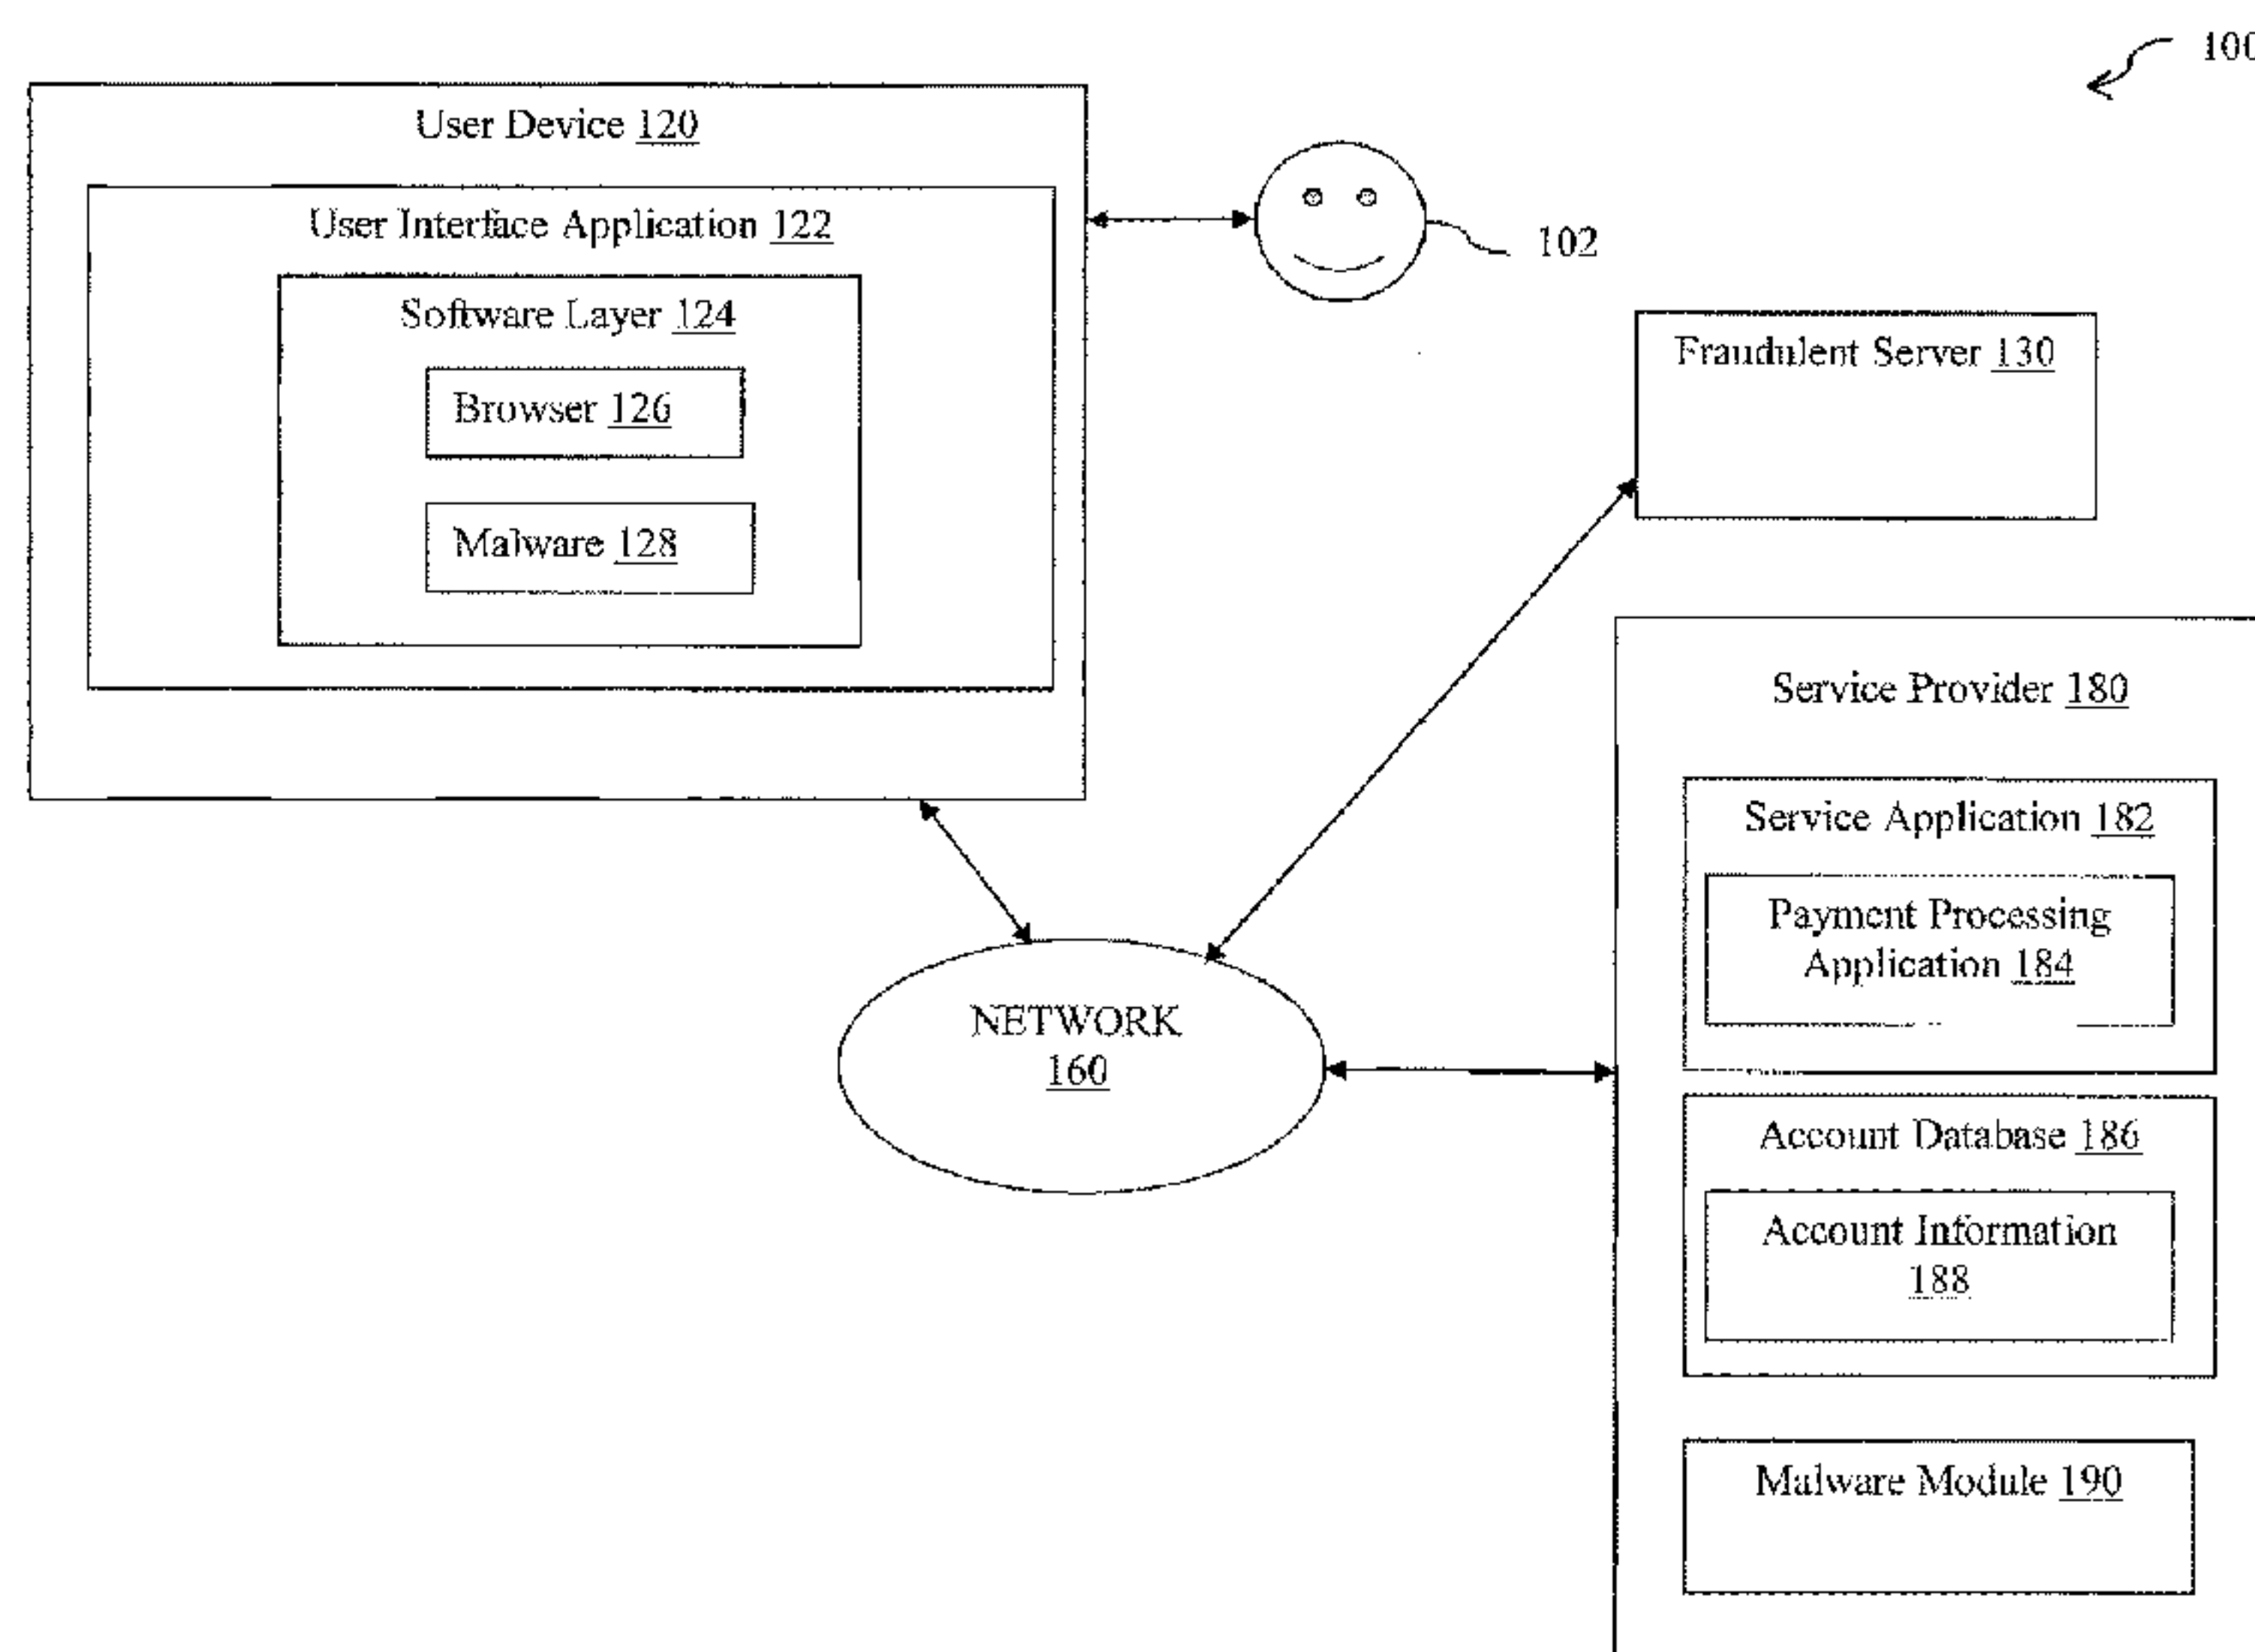 100
User Device 120
User Interface Application 122
102
Software Layer 124
Fraudulent Server 130
Browser 126
Malware 128
Service Provider 180
Service Application 182
Payment Processing
Application 184
NETWORK
160
Account Database 186
Account Information
188
Malware Module 190